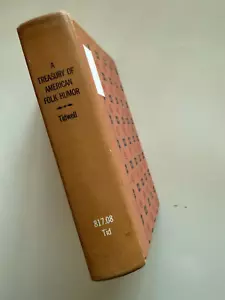 A
TREASURY OF
AMERICAN
FOLK HUMOR
Tidwell
817.08
Tid